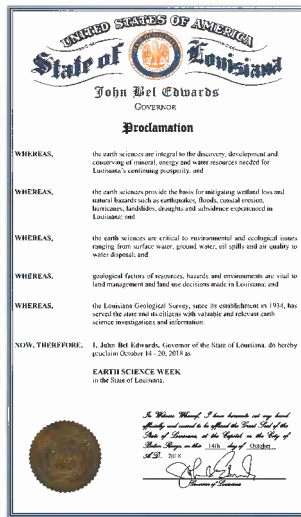 UNITED STATES OF AMERICA
State of Louisiana
John Bel Edwards
GOVERNOR
Proclamation
WHEREAS, the earth sciences are integral to the discovery, development and
conserving of mineral, energy and water resources needed for
Louisiana's continuing prosperity; and
WHEREAS, the earth sciences provide the basis for mitigating wetland loss and
natural hazards such as earthquakes, floods, coastal erosion,
hurricanes, landslides, droughts and subsidence experienced in
Louisiana; and
WHEREAS, the earth sciences are critical to environmental and ecological issues
ranging from surface water, ground water, oil spills and air quality to
water disposal; and
WHEREAS, geological factors of resources, hazards and environments are vital to
land management and land use decisions made in Louisiana; and
WHEREAS, the Louisiana Geological Survey, since its establishment in 1934, has
served the state and its citizens with valuable and relevant earth
science investigations and information.
NOW, THEREFORE, I, John Bel Edwards, Governor of the State of Louisiana, do hereby
proclaim October 14 - 20, 2018 as
EARTH SCIENCE WEEK
in the State of Louisiana.
In Witness Whereof, I have hereunto set my hand
officially and caused to be affixed the Great Seal of the
State of Louisiana, at the Capitol, in the City of
Baton Rouge, on this 14th day of October
A.D. 2018
Governor of Louisiana